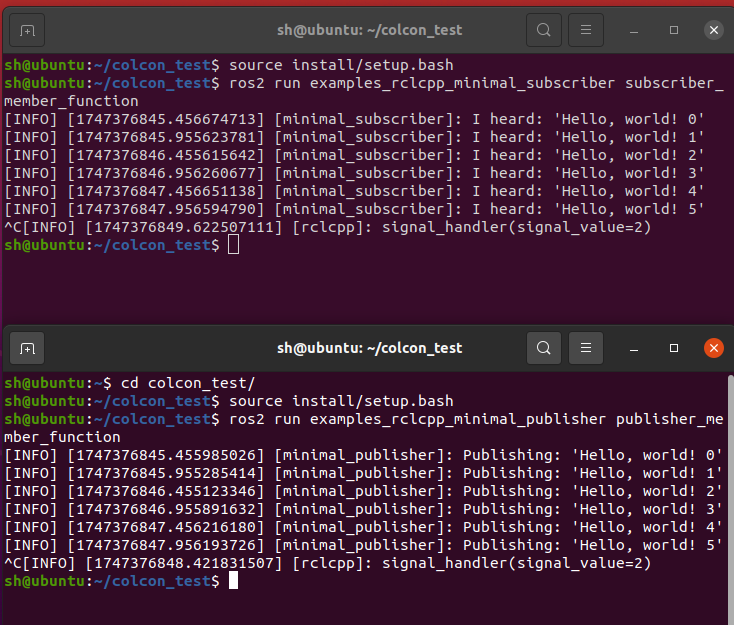 sh@ubuntu: ~/colcon_test
sh@ubuntu:~/colcon_test$ source install/setup.bash
sh@ubuntu:~/colcon_test$ ros2 run examples_rclcpp_minimal_subscriber subscriber_
member_function
[INFO] [1747376845.456674713] [minimal_subscriber]: I heard: 'Hello, world! 0'
[INFO] [1747376845.955623781] [minimal_subscriber]: I heard: 'Hello, world! 1'
[INFO] [1747376846.455615642] [minimal_subscriber]: I heard: 'Hello, world! 2'
[INFO] [1747376846.956260677] [minimal_subscriber]: I heard: 'Hello, world! 3'
[INFO] [1747376847.456651138] [minimal_subscriber]: I heard: 'Hello, world! 4'
[INFO] [1747376847.956594790] [minimal_subscriber]: I heard: 'Hello, world! 5'
^C[INFO] [1747376849.622507111] [rclcpp]: signal_handler(signal_value=2)
sh@ubuntu:~/colcon_test$
sh@ubuntu: ~/colcon_test
sh@ubuntu:~$ cd colcon_test/
sh@ubuntu:~/colcon_test$ source install/setup.bash
sh@ubuntu:~/colcon_test$ ros2 run examples_rclcpp_minimal_publisher publisher_me
mber_function
[INFO] [1747376845.455985026] [minimal_publisher]: Publishing: 'Hello, world! 0'
[INFO] [1747376845.955285414] [minimal_publisher]: Publishing: 'Hello, world! 1'
[INFO] [1747376846.455123346] [minimal_publisher]: Publishing: 'Hello, world! 2'
[INFO] [1747376846.955891632] [minimal_publisher]: Publishing: 'Hello, world! 3'
[INFO] [1747376847.456216180] [minimal_publisher]: Publishing: 'Hello, world! 4'
[INFO] [1747376847.956193726] [minimal_publisher]: Publishing: 'Hello, world! 5'
^C[INFO] [1747376848.421831507] [rclcpp]: signal_handler(signal_value=2)
sh@ubuntu:~/colcon_test$